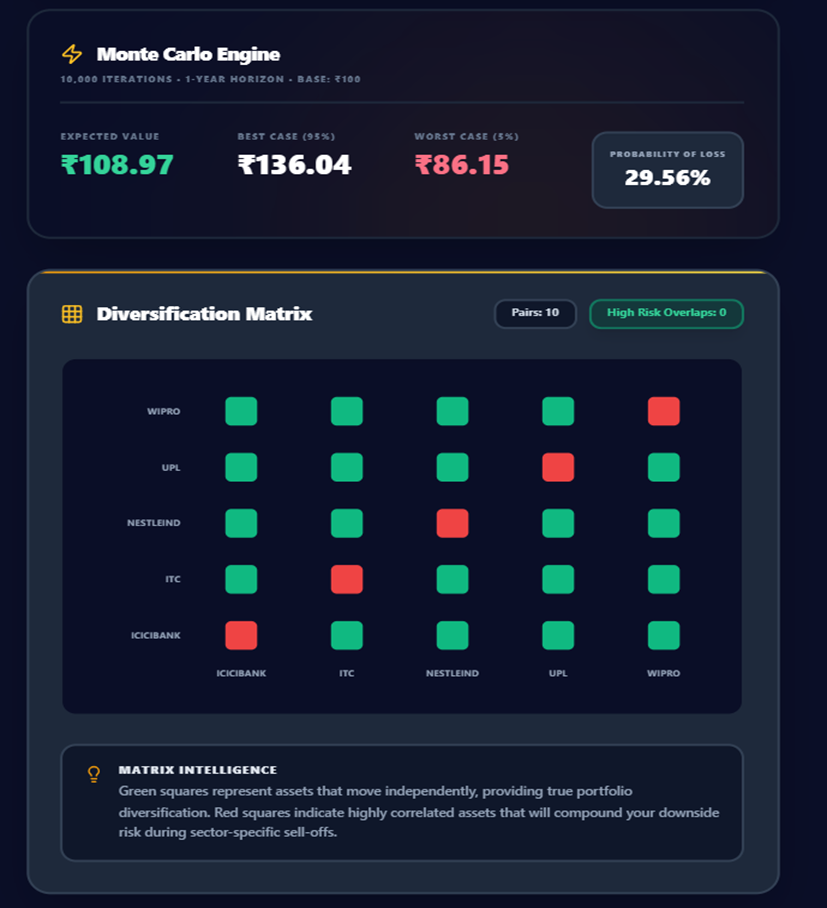 Monte Carlo Engine
10,000 ITERATIONS • 1-YEAR HORIZON • BASE: ₹100
EXPECTED VALUE
₹108.97
BEST CASE (95%)
₹136.04
WORST CASE (5%)
₹86.15
PROBABILITY OF LOSS
29.56%
Diversification Matrix
Pairs: 10
High Risk Overlaps: 0
WIPRO
UPL
NESTLEIND
ITC
ICICIBANK
ICICIBANK ITC NESTLEIND UPL WIPRO
MATRIX INTELLIGENCE
Green squares represent assets that move independently, providing true portfolio
diversification. Red squares indicate highly correlated assets that will compound your downside
risk during sector-specific sell-offs.